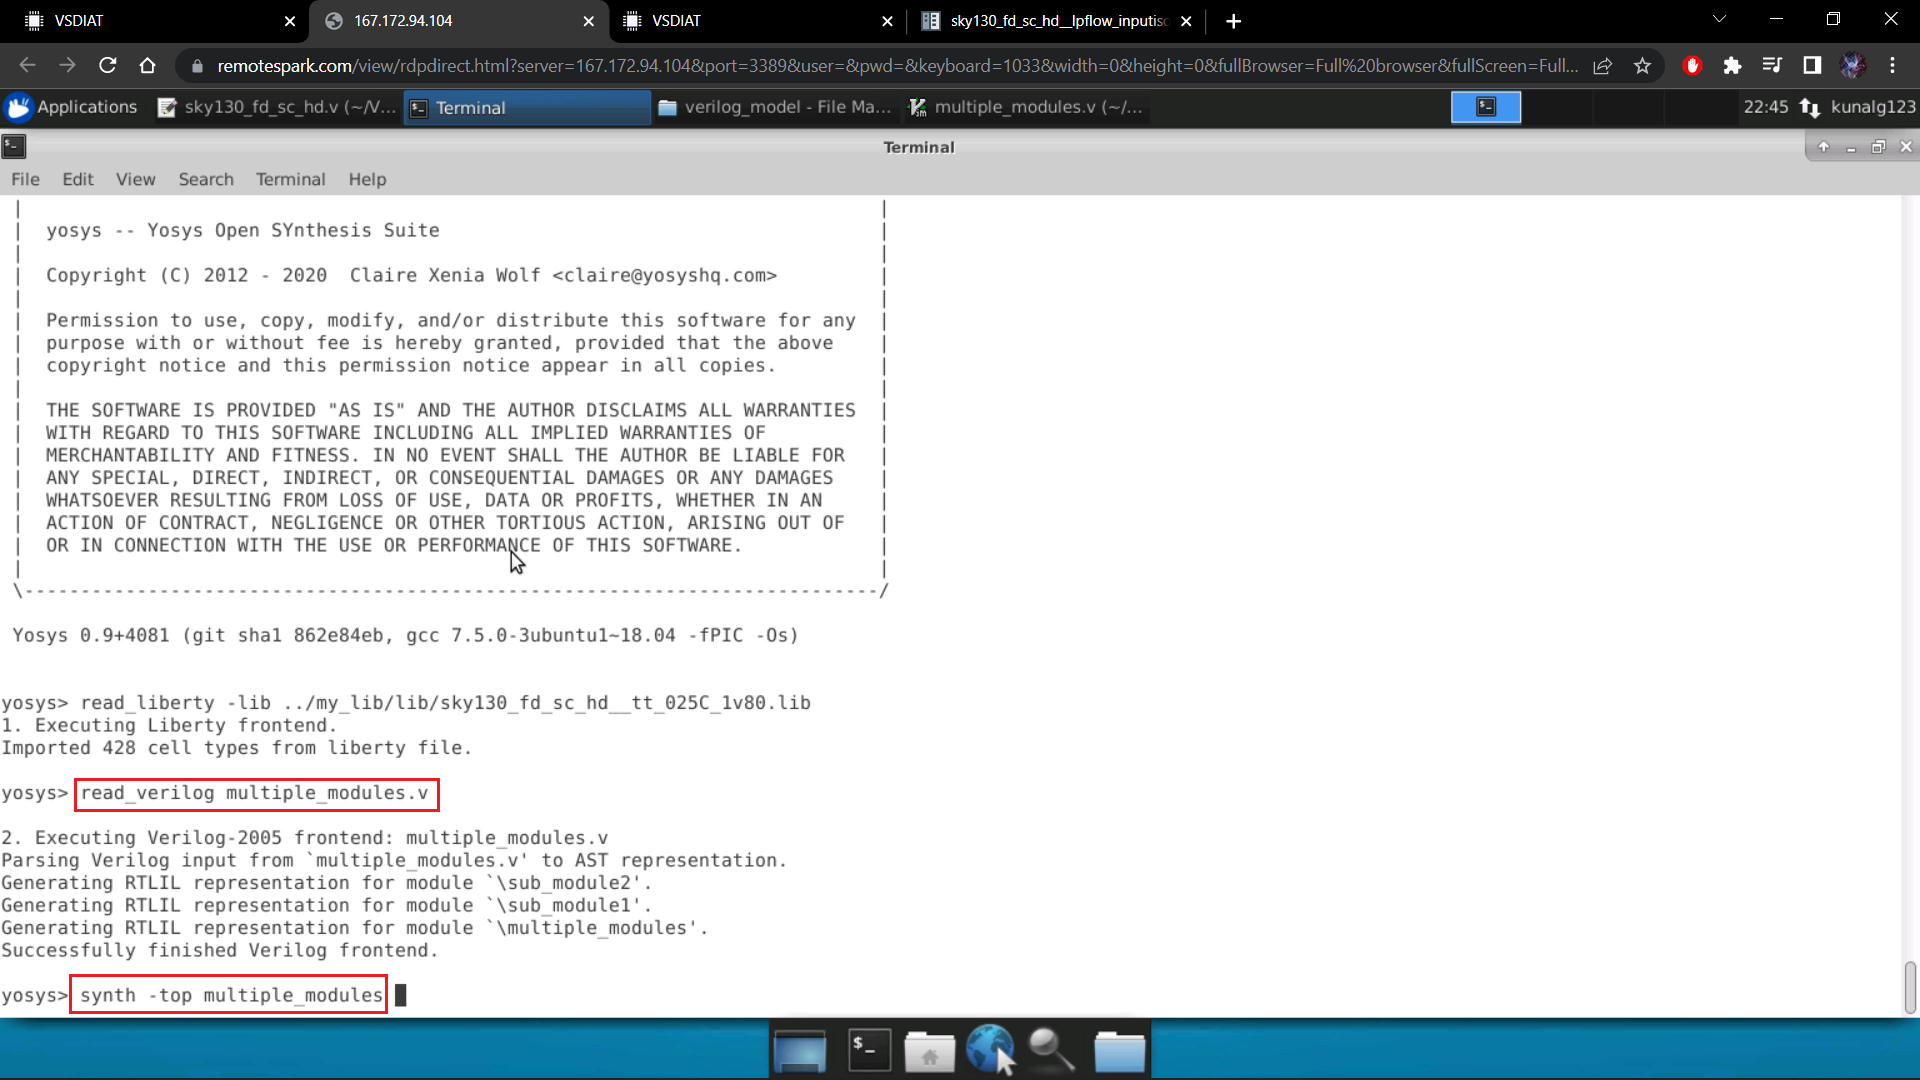 VSDIAT
167.172.94.104
VSDIAT
sky130_fd_sc_hd__lpflow_inputisc
remotespark.com/view/rdpdirect.html?server=167.172.94.104&port=3389&user=&pwd=&keyboard=1033&width=0&height=0&fullBrowser=Full%20browser&fullScreen=Full...
Applications
sky130_fd_sc_hd.v (~/V...
Terminal
verilog_model - File Ma...
multiple_modules.v (~/...
22:45
kunalg123
Terminal
File Edit View Search Terminal Help
| |
| yosys -- Yosys Open SYnthesis Suite |
| |
| Copyright (C) 2012 - 2020 Claire Xenia Wolf <claire@yosyshq.com> |
| |
| Permission to use, copy, modify, and/or distribute this software for any |
| purpose with or without fee is hereby granted, provided that the above |
| copyright notice and this permission notice appear in all copies. |
| |
| THE SOFTWARE IS PROVIDED "AS IS" AND THE AUTHOR DISCLAIMS ALL WARRANTIES |
| WITH REGARD TO THIS SOFTWARE INCLUDING ALL IMPLIED WARRANTIES OF |
| MERCHANTABILITY AND FITNESS. IN NO EVENT SHALL THE AUTHOR BE LIABLE FOR |
| ANY SPECIAL, DIRECT, INDIRECT, OR CONSEQUENTIAL DAMAGES OR ANY DAMAGES |
| WHATSOEVER RESULTING FROM LOSS OF USE, DATA OR PROFITS, WHETHER IN AN |
| ACTION OF CONTRACT, NEGLIGENCE OR OTHER TORTIOUS ACTION, ARISING OUT OF |
| OR IN CONNECTION WITH THE USE OR PERFORMANCE OF THIS SOFTWARE. |
| |
\----------------------------------------------------------------------------/
Yosys 0.9+4081 (git sha1 862e84eb, gcc 7.5.0-3ubuntu1~18.04 -fPIC -Os)
yosys> read_liberty -lib ../my_lib/lib/sky130_fd_sc_hd__tt_025C_1v80.lib
1. Executing Liberty frontend.
Imported 428 cell types from liberty file.
yosys> read_verilog multiple_modules.v
2. Executing Verilog-2005 frontend: multiple_modules.v
Parsing Verilog input from `multiple_modules.v' to AST representation.
Generating RTLIL representation for module `\sub_module2'.
Generating RTLIL representation for module `\sub_module1'.
Generating RTLIL representation for module `\multiple_modules'.
Successfully finished Verilog frontend.
yosys> synth -top multiple_modules